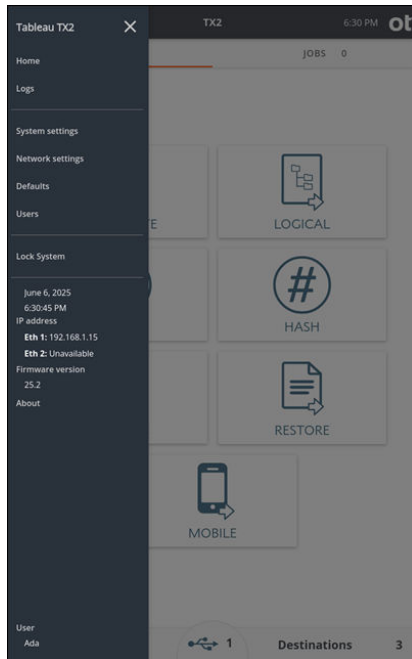 Tableau TX2
TX2
6:30 PM
ot
Home
JOBS 0
Logs
System settings
Network settings
Defaults
Users
E
LOGICAL
Lock System
June 6, 2025
6:30:45 PM
IP address
Eth 1: 192.168.1.15
Eth 2: Unavailable
Firmware version
25.2
About
#
HASH
RESTORE
MOBILE
User
Ada
1
Destinations 3